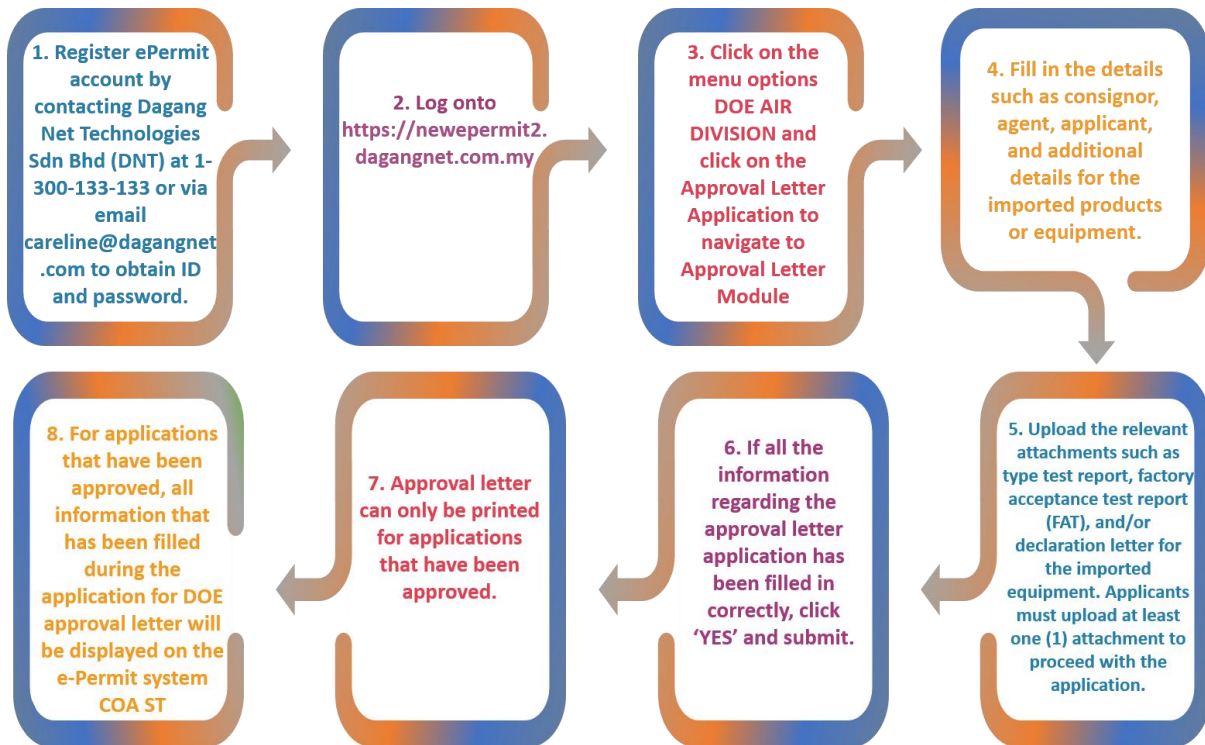 1. Register ePermit
account by
contacting Dagang
Net Technologies
Sdn Bhd (DNT) at 1-
300-133-133 or via
email
careline@dagangnet
.com to obtain ID
and password.
2. Log onto
https://newepermit2.
dagangnet.com.my
3. Click on the
menu options
DOE AIR
DIVISION and
click on the
Approval Letter
Application to
navigate to
Approval Letter
Module
4. Fill in the details
such as consignor,
agent, applicant,
and additional
details for the
imported products
or equipment.
5. Upload the relevant
attachments such as
type test report, factory
acceptance test report
(FAT), and/or
declaration letter for
the imported
equipment. Applicants
must upload at least
one (1) attachment to
proceed with the
application.
6. If all the
information
regarding the
approval letter
application has
been filled in
correctly, click
‘YES’ and submit.
7. Approval letter
can only be printed
for applications
that have been
approved.
8. For applications
that have been
approved, all
information that
has been filled
during the
application for DOE
approval letter will
be displayed on the
e-Permit system
COA ST